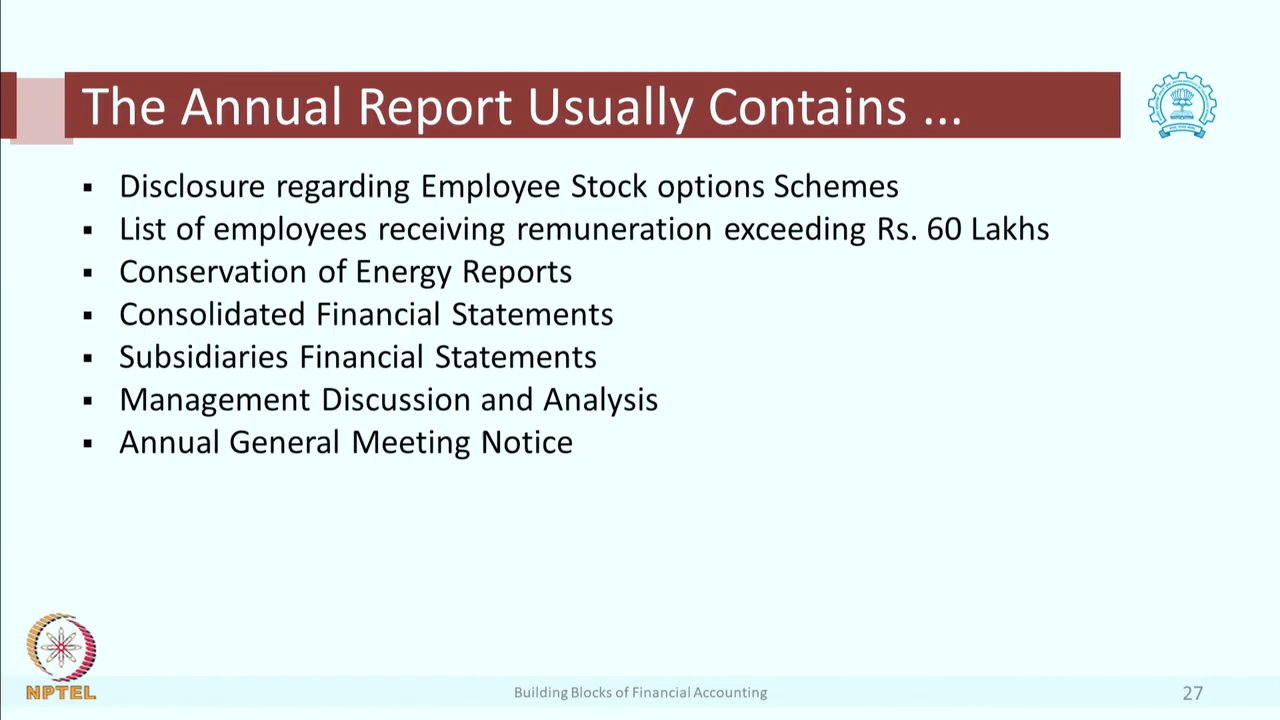 The Annual Report Usually Contains ...
▪ Disclosure regarding Employee Stock options Schemes
▪ List of employees receiving remuneration exceeding Rs. 60 Lakhs
▪ Conservation of Energy Reports
▪ Consolidated Financial Statements
▪ Subsidiaries Financial Statements
▪ Management Discussion and Analysis
▪ Annual General Meeting Notice
NPTEL
Building Blocks of Financial Accounting
27